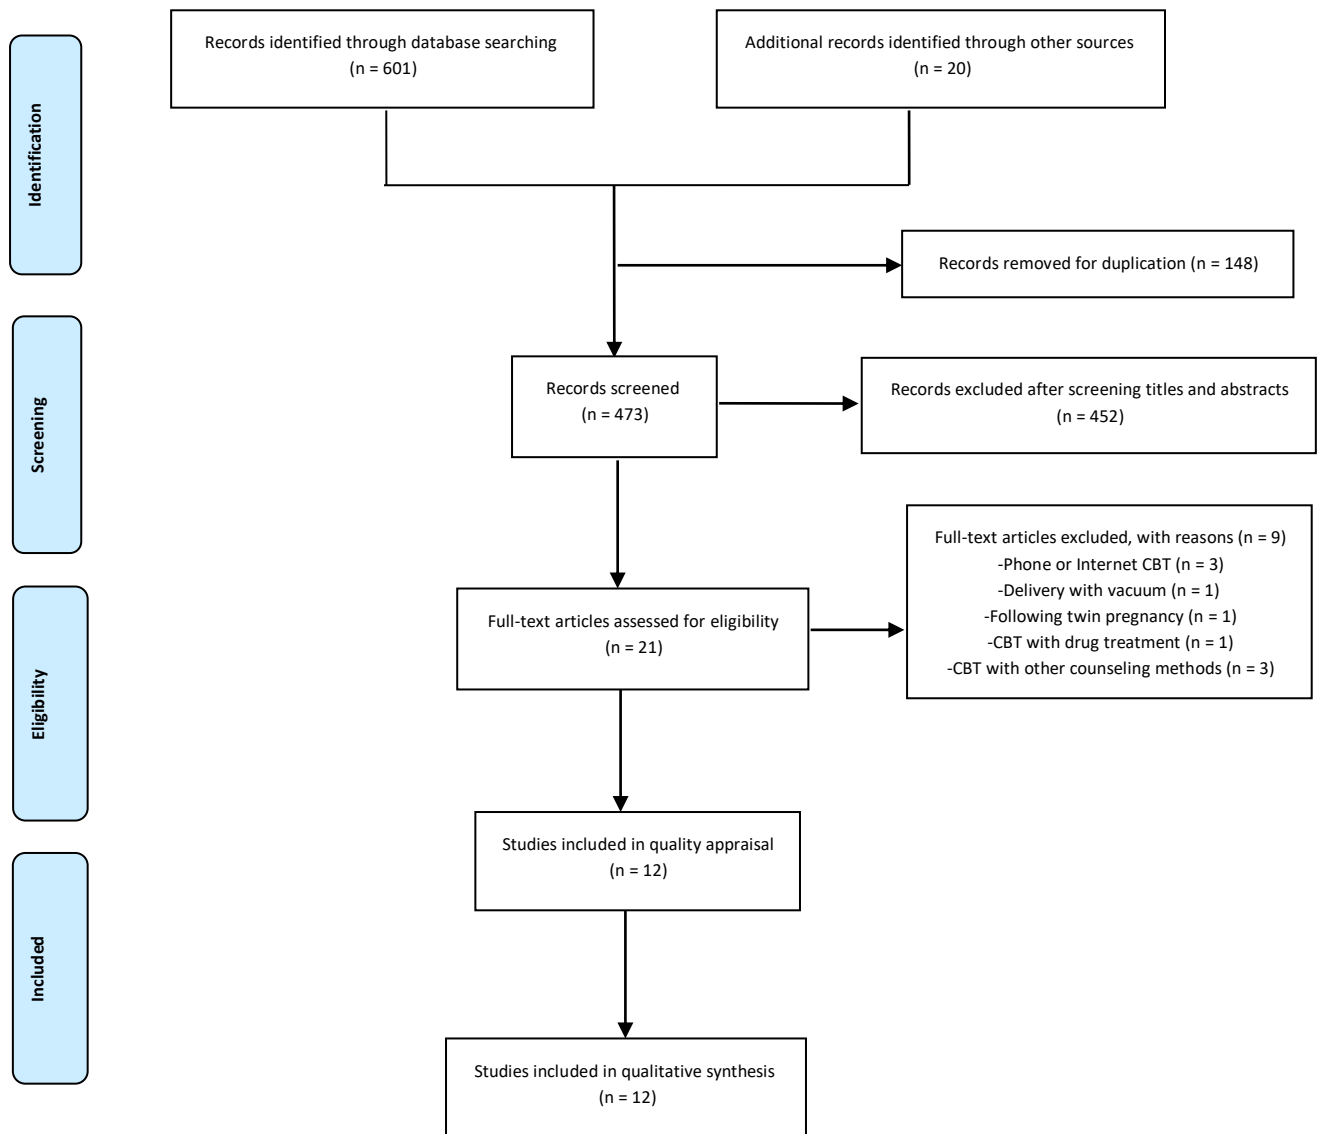 Identification
Records identified through database searching
(n = 601)
Additional records identified through other sources
(n = 20)
Records removed for duplication (n = 148)
Screening
Records screened
(n = 473)
Records excluded after screening titles and abstracts
(n = 452)
Eligibility
Full-text articles assessed for eligibility
(n = 21)
Full-text articles excluded, with reasons (n = 9)
-Phone or Internet CBT (n = 3)
-Delivery with vacuum (n = 1)
-Following twin pregnancy (n = 1)
-CBT with drug treatment (n = 1)
-CBT with other counseling methods (n = 3)
Studies included in quality appraisal
(n = 12)
Included
Studies included in qualitative synthesis
(n = 12)